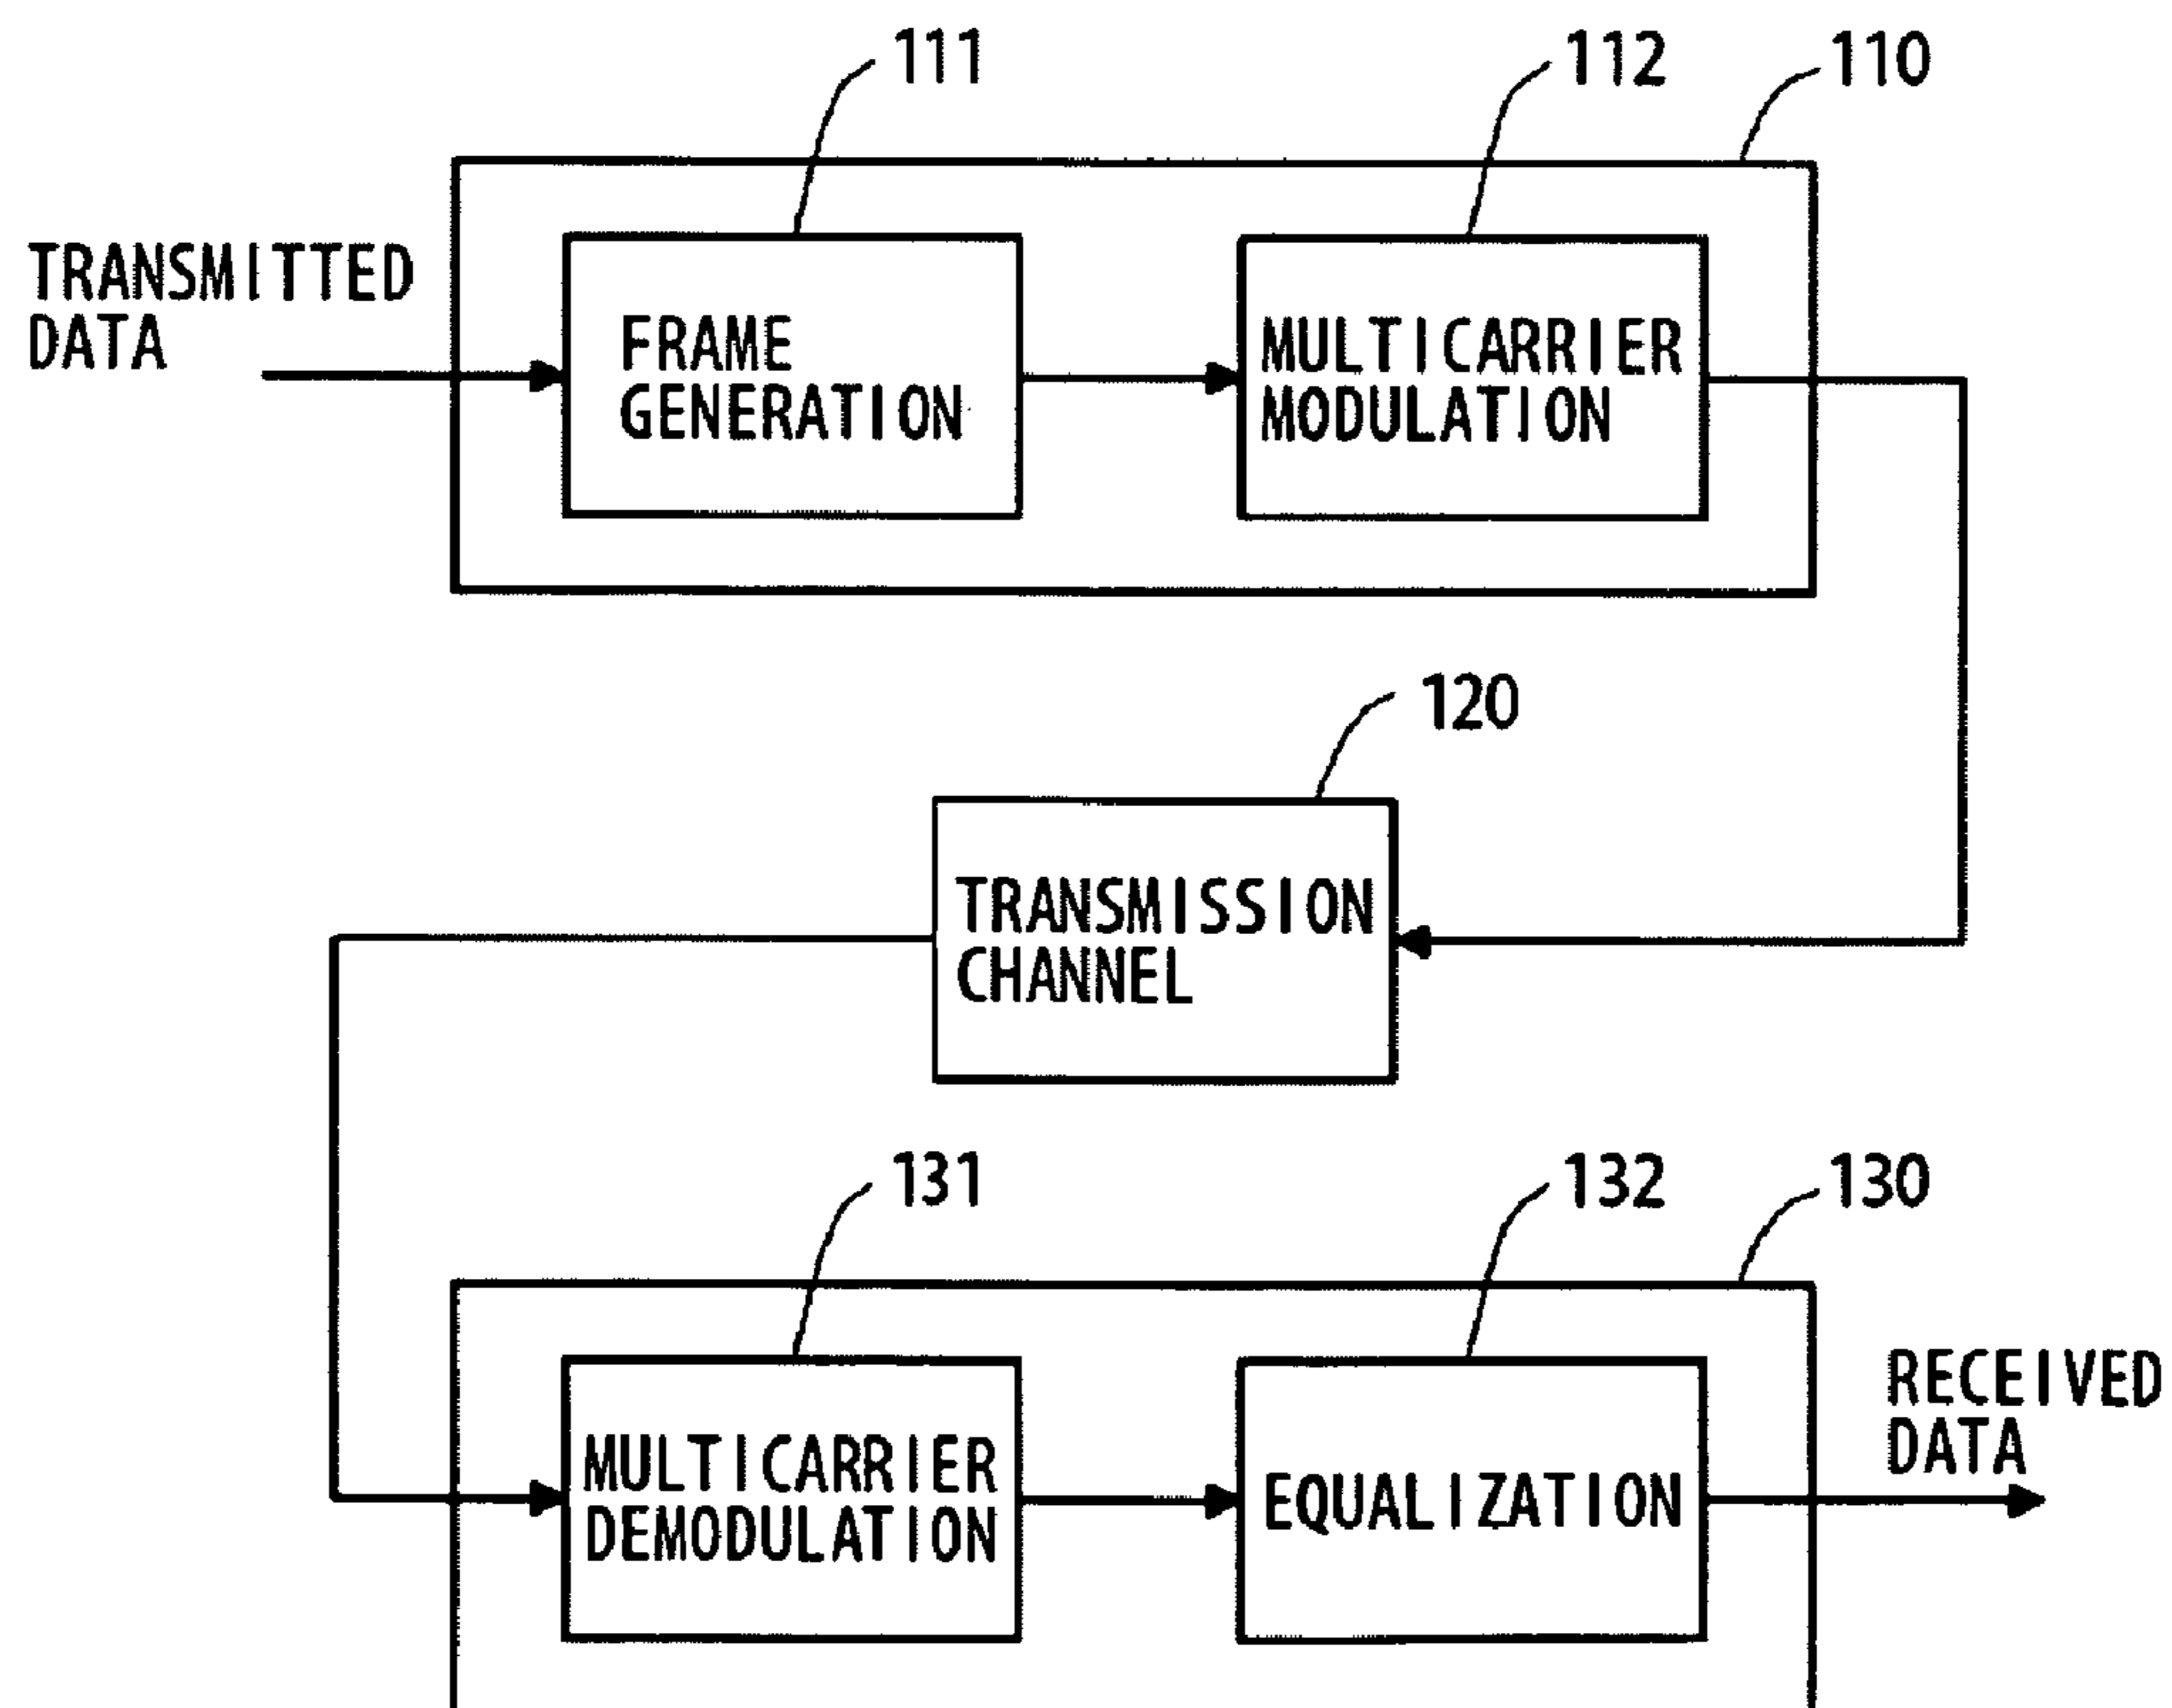 111
112
110
TRANSMITTED
DATA
FRAME
GENERATION
MULTICARRIER
MODULATION
120
TRANSMISSION
CHANNEL
131
132
130
MULTICARRIER
DEMODULATION
EQUALIZATION
RECEIVED
DATA